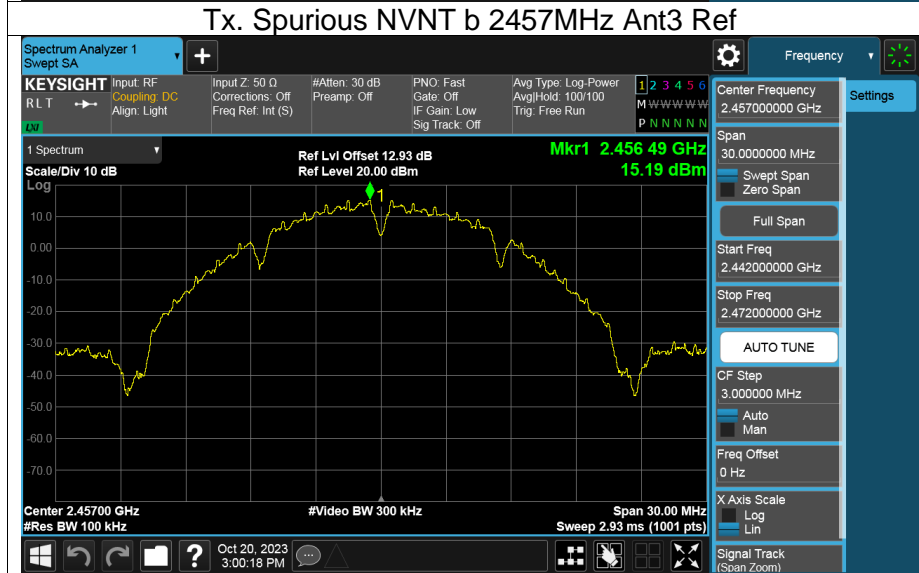 Tx. Spurious NVNT b 2457MHz Ant3 Ref
Spectrum Analyzer 1
Swept SA
+
Frequency
KEYSIGHT
RLT
LXI
Input: RF
Coupling: DC
Align: Light
Input Z: 50 Ω
Corrections: Off
Freq Ref: Int (S)
#Atten: 30 dB
Preamp: Off
PNO: Fast
Gate: Off
IF Gain: Low
Sig Track: Off
Avg Type: Log-Power
Avg|Hold: 100/100
Trig: Free Run
1 2 3 4 5 6
M W W W W W
P N N N N N
Center Frequency
2.457000000 GHz
Settings
Span
30.0000000 MHz
Swept Span
Zero Span
Full Span
Start Freq
2.442000000 GHz
Stop Freq
2.472000000 GHz
AUTO TUNE
CF Step
3.000000 MHz
Auto
Man
Freq Offset
0 Hz
X Axis Scale
Log
Lin
Signal Track
(Span Zoom)
1 Spectrum
Scale/Div 10 dB
Log
Ref Lvl Offset 12.93 dB
Ref Level 20.00 dBm
Mkr1 2.456 49 GHz
15.19 dBm
1
10.0
0.00
-10.0
-20.0
-30.0
-40.0
-50.0
-60.0
-70.0
Center 2.45700 GHz
#Res BW 100 kHz
#Video BW 300 kHz
Span 30.00 MHz
Sweep 2.93 ms (1001 pts)
?
Oct 20, 2023
3:00:18 PM